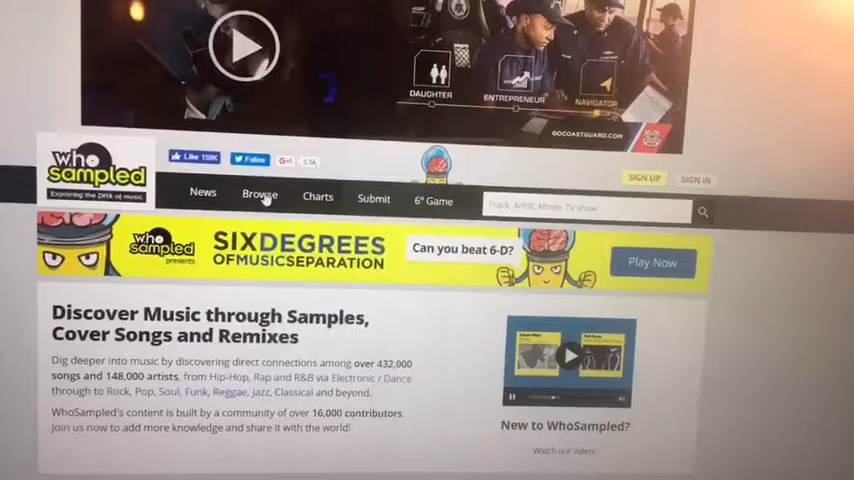 DAUGHTER
ENTREPRENEUR
NAVIGATOR
GOCOASTGUARD.COM
who
sampled
Exploring the DNA of music
Like 159K
Follow
G+1
5.5k
SIGN UP
SIGN IN
News
Browse
Charts
Submit
6° Game
Track, Artist, Movie, TV show
who
sampled
presents
SIXDEGREES
OFMUSICSEPARATION
Can you beat 6-D?
Play Now
Discover Music through Samples,
Cover Songs and Remixes
Dig deeper into music by discovering direct connections among over 432,000
songs and 148,000 artists, from Hip-Hop, Rap and R&B via Electronic / Dance
through to Rock, Pop, Soul, Funk, Reggae, Jazz, Classical and beyond.
WhoSampled's content is built by a community of over 16,000 contributors.
Join us now to add more knowledge and share it with the world!
New to WhoSampled?
Watch our video!